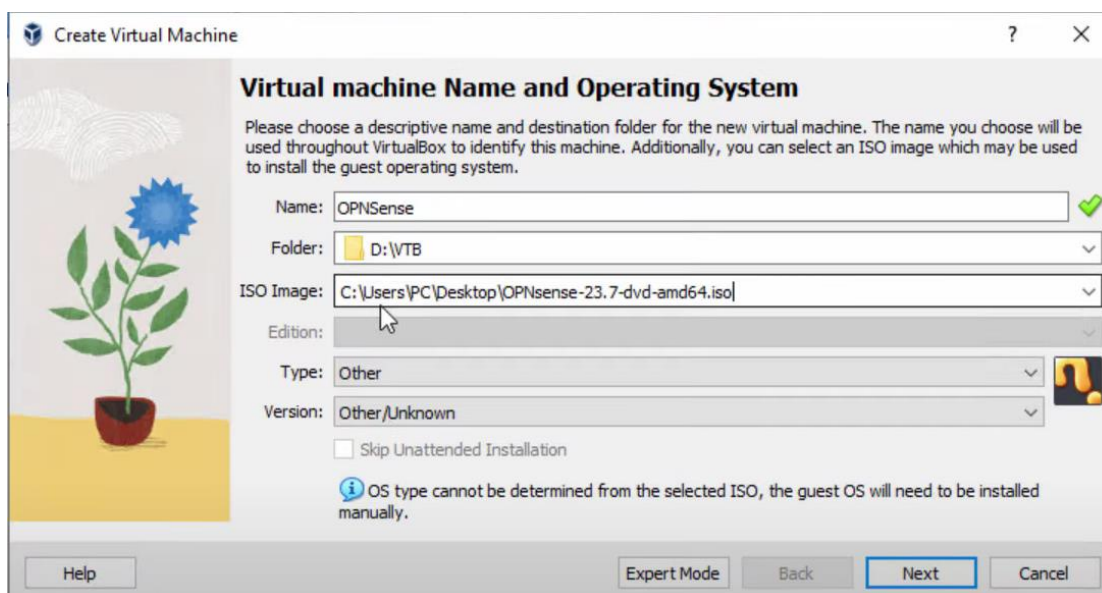 Create Virtual Machine ? X
Virtual machine Name and Operating System
Please choose a descriptive name and destination folder for the new virtual machine. The name you choose will be
used throughout VirtualBox to identify this machine. Additionally, you can select an ISO image which may be used
to install the guest operating system.
Name: OPNSense
Folder: D:\VTB
ISO Image: C:\Users\PC\Desktop\OPNsense-23.7-dvd-amd64.iso
Edition:
Type: Other
Version: Other/Unknown
Skip Unattended Installation
OS type cannot be determined from the selected ISO, the guest OS will need to be installed
manually.
Help Expert Mode Back Next Cancel